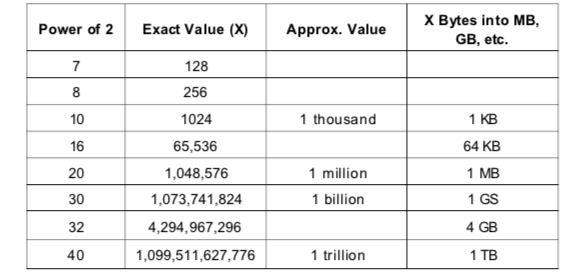 Power of 2 Exact Value (X) Approx. Value X Bytes into MB, GB, etc.
7 128
8 256
10 1024 1 thousand 1 KB
16 65,536 64 KB
20 1,048,576 1 million 1 MB
30 1,073,741,824 1 billion 1 GS
32 4,294,967,296 4 GB
40 1,099,511,627,776 1 trillion 1 TB